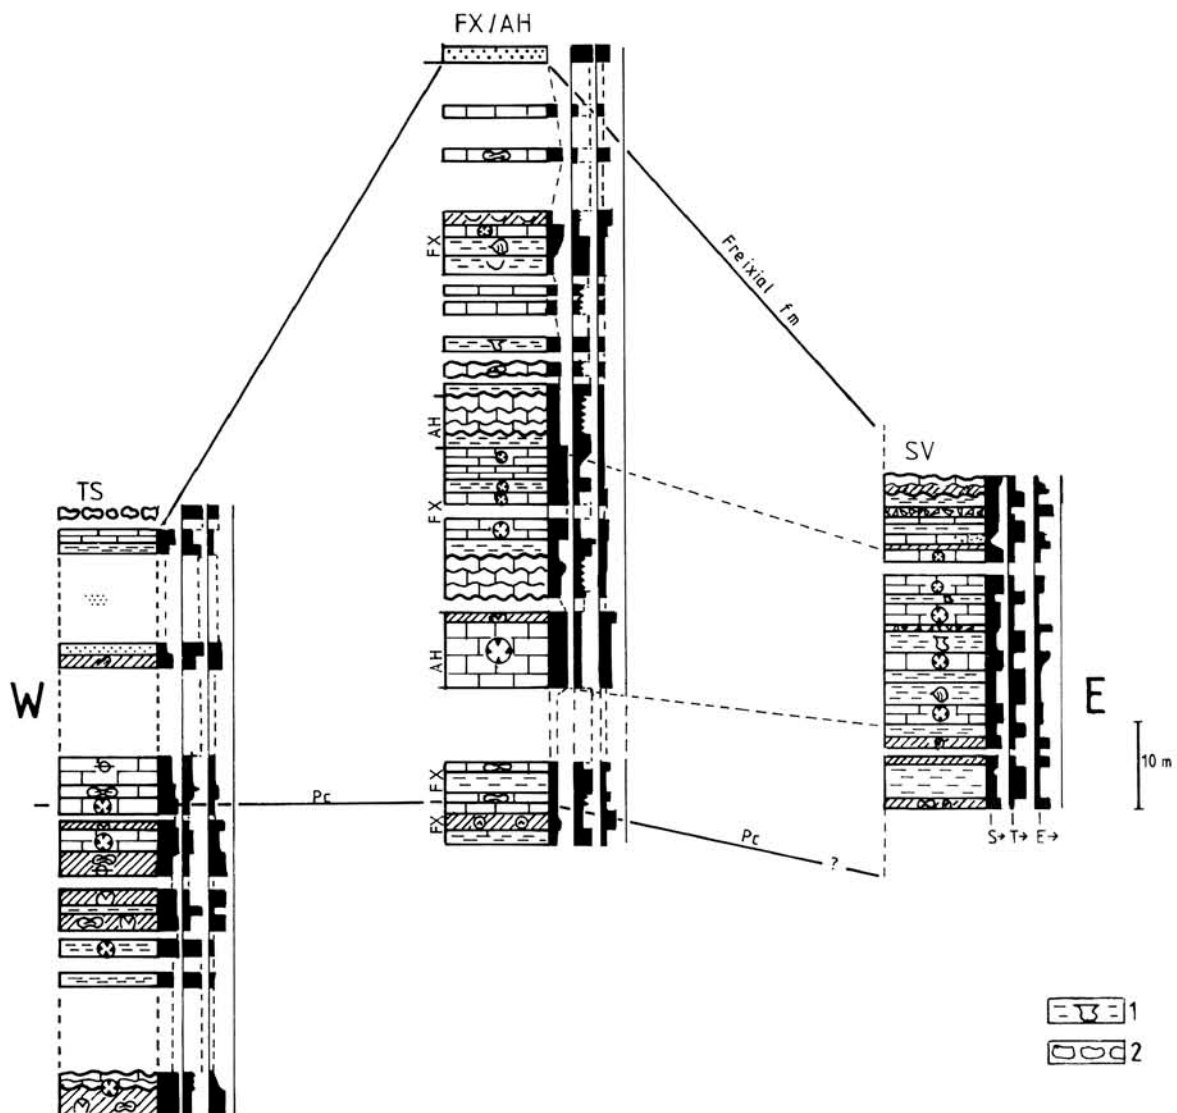 FX/AH
FX
Freixial fm
AH
SV
TS
FX
AH
W
E
10 m
Pc
FX
FX
Pc
?
S→ T→ E→
1
2